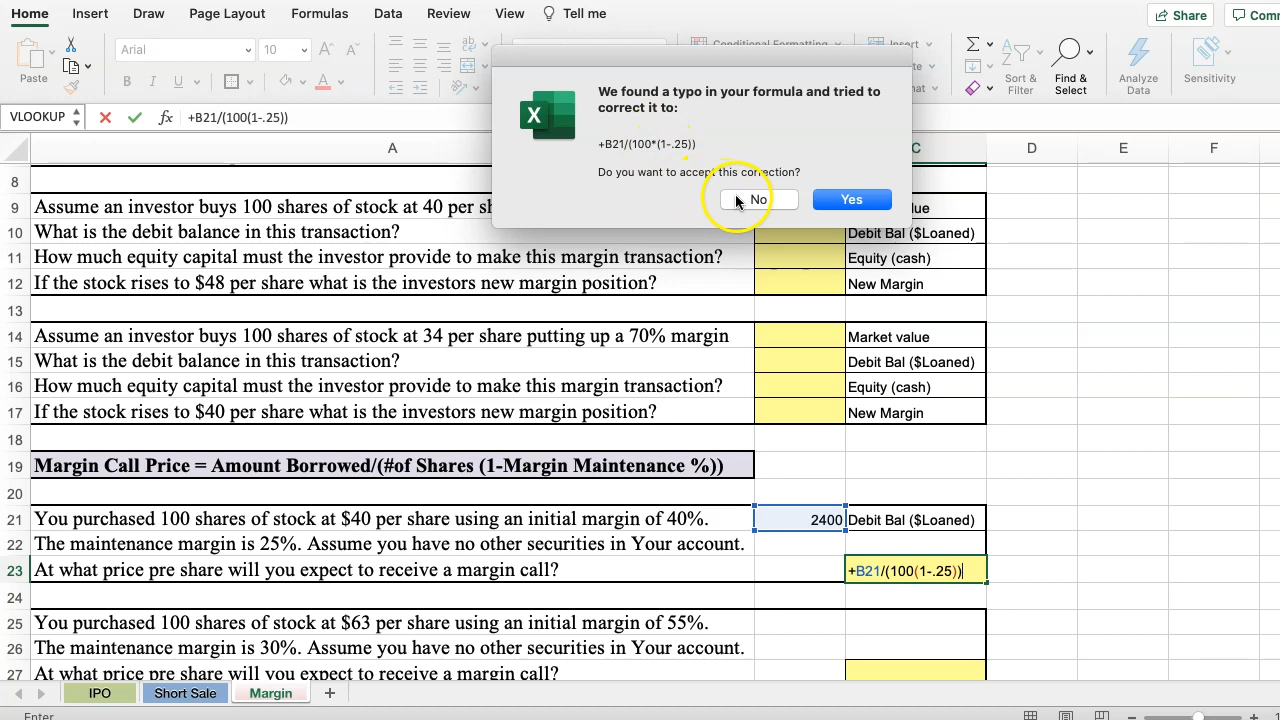 Home Insert Draw Page Layout Formulas Data Review View Tell me Share
Paste Arial 10 Conditional Formatting Insert Sort & Filter Find & Select Analyze Data Sensitivity
VLOOKUP fx +B21/(100(1-.25))
We found a typo in your formula and tried to
correct it to:
+B21/(100*(1-.25))
Do you want to accept this correction?
No Yes
A C D E F
8
9 Assume an investor buys 100 shares of stock at 40 per
10 What is the debit balance in this transaction? Debit Bal ($Loaned)
11 How much equity capital must the investor provide to make this margin transaction? Equity (cash)
12 If the stock rises to $48 per share what is the investors new margin position? New Margin
13
14 Assume an investor buys 100 shares of stock at 34 per share putting up a 70% margin Market value
15 What is the debit balance in this transaction? Debit Bal ($Loaned)
16 How much equity capital must the investor provide to make this margin transaction? Equity (cash)
17 If the stock rises to $40 per share what is the investors new margin position? New Margin
18
19 Margin Call Price = Amount Borrowed/(#of Shares (1-Margin Maintenance %))
20
21 You purchased 100 shares of stock at $40 per share using an initial margin of 40%. 2400 Debit Bal ($Loaned)
22 The maintenance margin is 25%. Assume you have no other securities in Your account.
23 At what price pre share will you expect to receive a margin call? +B21/(100(1-.25))
24
25 You purchased 100 shares of stock at $63 per share using an initial margin of 55%.
26 The maintenance margin is 30%. Assume you have no other securities in Your account.
27 At what price pre share will you expect to receive a margin call?
IPO Short Sale Margin
Enter